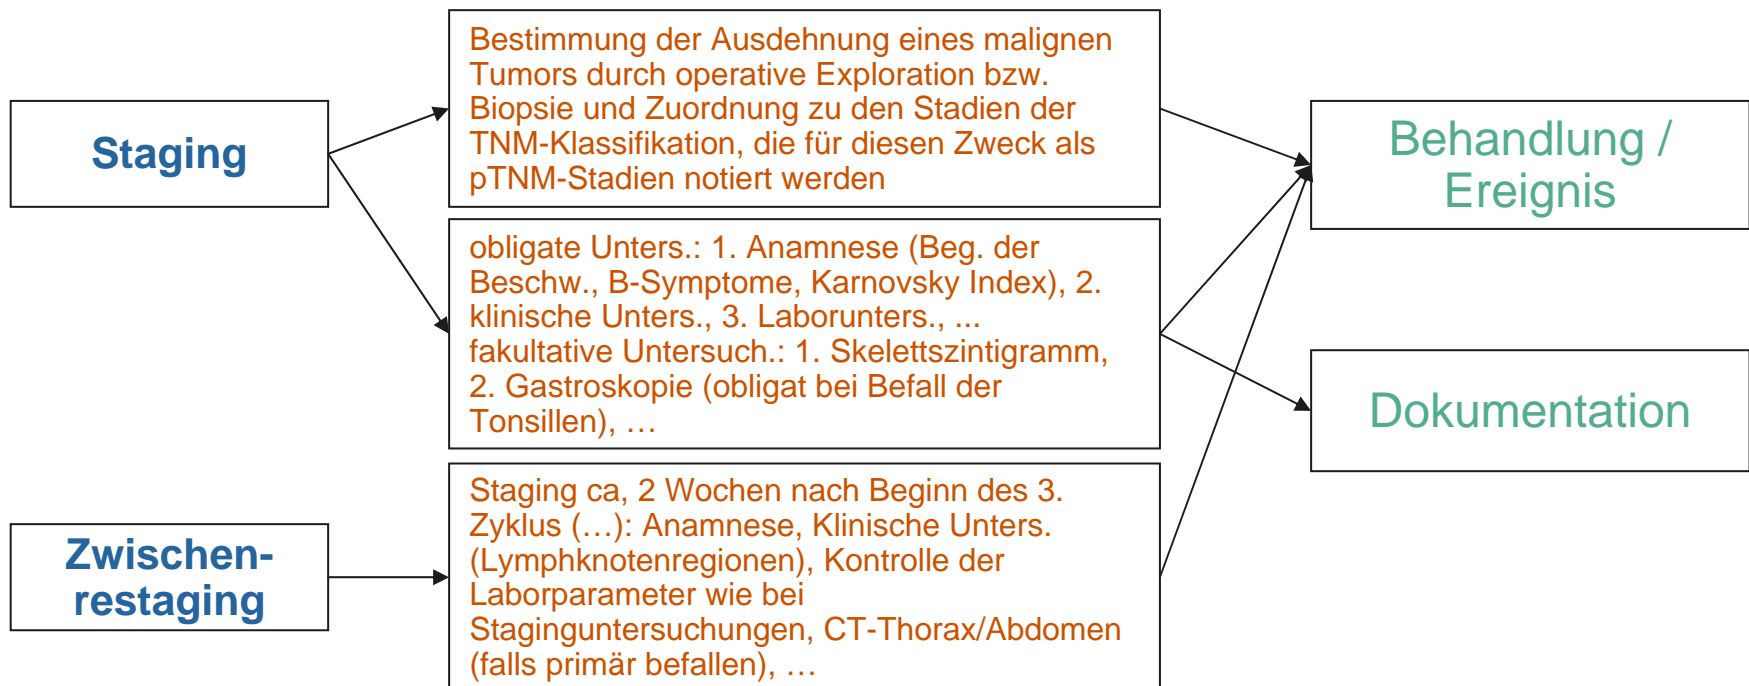 Staging
Bestimmung der Ausdehnung eines malignen
Tumors durch operative Exploration bzw.
Biopsie und Zuordnung zu den Stadien der
TNM-Klassifikation, die für diesen Zweck als
pTNM-Stadien notiert werden
Behandlung /
Ereignis
obligate Unters.: 1. Anamnese (Beg. der
Beschw., B-Symptome, Karnovsky Index), 2.
klinische Unters., 3. Laborunters., ...
fakultative Untersuch.: 1. Skelettszintigramm,
2. Gastroskopie (obligat bei Befall der
Tonsillen), …
Dokumentation
Zwischen-
restaging
Staging ca, 2 Wochen nach Beginn des 3.
Zyklus (…): Anamnese, Klinische Unters.
(Lymphknotenregionen), Kontrolle der
Laborparameter wie bei
Staginguntersuchungen, CT-Thorax/Abdomen
(falls primär befallen), …